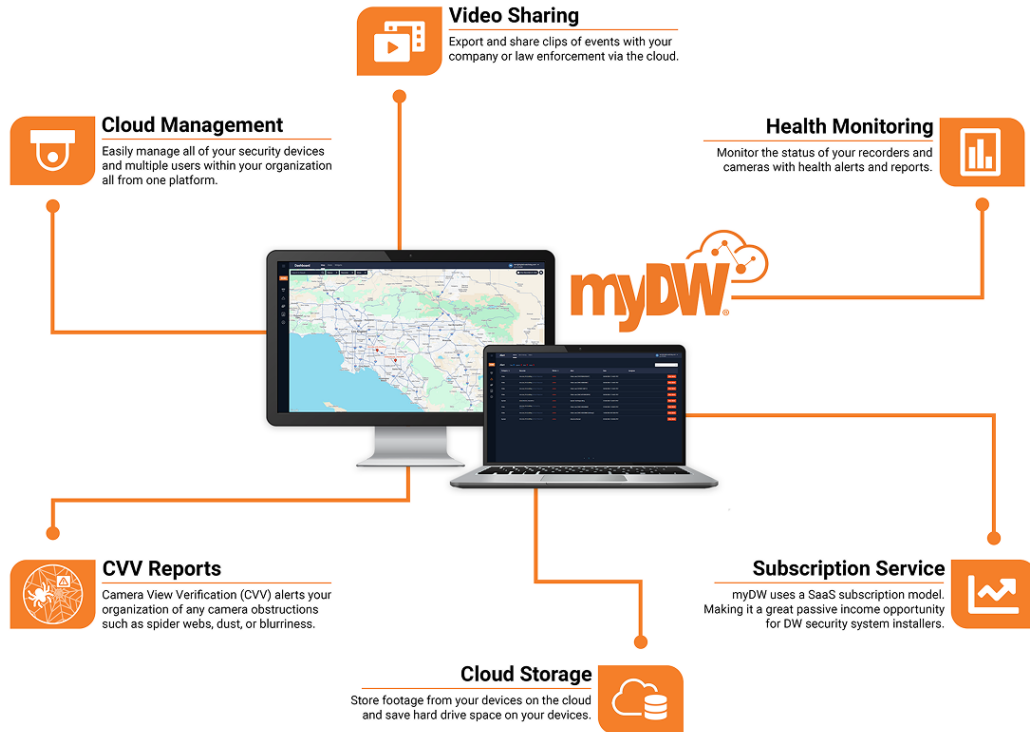 Video Sharing
Export and share clips of events with your
company or law enforcement via the cloud.
Cloud Management
Easily manage all of your security devices
and multiple users within your organization
all from one platform.
Health Monitoring
Monitor the status of your recorders and
cameras with health alerts and reports.
Dashboard
myDW®
CVV Reports
Camera View Verification (CVV) alerts your
organization of any camera obstructions
such as spider webs, dust, or blurriness.
Subscription Service
myDW uses a SaaS subscription model.
Making it a great passive income opportunity
for DW security system installers.
Cloud Storage
Store footage from your devices on the cloud
and save hard drive space on your devices.